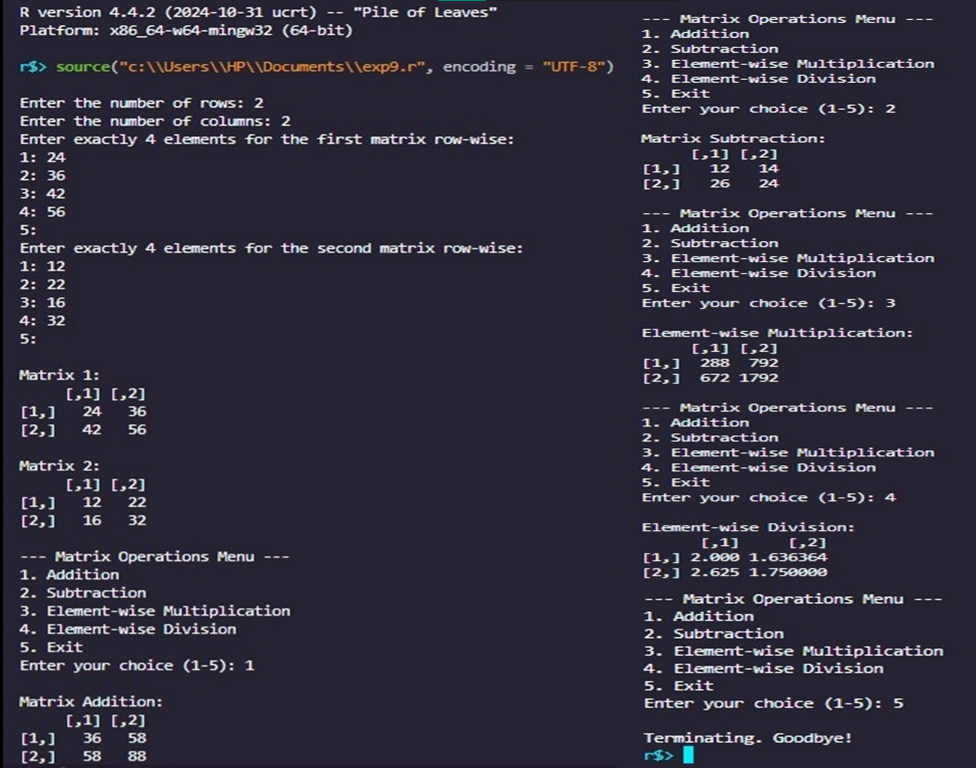 R version 4.4.2 (2024-10-31 ucrt) -- "Pile of Leaves"
Platform: x86_64-w64-mingw32 (64-bit)
r$> source("c:\\Users\\HP\\Documents\\exp9.r", encoding = "UTF-8")
Enter the number of rows: 2
Enter the number of columns: 2
Enter exactly 4 elements for the first matrix row-wise:
1: 24
2: 36
3: 42
4: 56
5:
Enter exactly 4 elements for the second matrix row-wise:
1: 12
2: 22
3: 16
4: 32
5:
Matrix 1:
     [,1] [,2]
[1,]   24   36
[2,]   42   56
Matrix 2:
     [,1] [,2]
[1,]   12   22
[2,]   16   32
--- Matrix Operations Menu ---
1. Addition
2. Subtraction
3. Element-wise Multiplication
4. Element-wise Division
5. Exit
Enter your choice (1-5): 1
Matrix Addition:
     [,1] [,2]
[1,]   36   58
[2,]   58   88
--- Matrix Operations Menu ---
1. Addition
2. Subtraction
3. Element-wise Multiplication
4. Element-wise Division
5. Exit
Enter your choice (1-5): 2
Matrix Subtraction:
     [,1] [,2]
[1,]   12   14
[2,]   26   24
--- Matrix Operations Menu ---
1. Addition
2. Subtraction
3. Element-wise Multiplication
4. Element-wise Division
5. Exit
Enter your choice (1-5): 3
Element-wise Multiplication:
     [,1] [,2]
[1,]  288  792
[2,]  672 1792
--- Matrix Operations Menu ---
1. Addition
2. Subtraction
3. Element-wise Multiplication
4. Element-wise Division
5. Exit
Enter your choice (1-5): 4
Element-wise Division:
      [,1]     [,2]
[1,] 2.000 1.636364
[2,] 2.625 1.750000
--- Matrix Operations Menu ---
1. Addition
2. Subtraction
3. Element-wise Multiplication
4. Element-wise Division
5. Exit
Enter your choice (1-5): 5
Terminating. Goodbye!
r$>